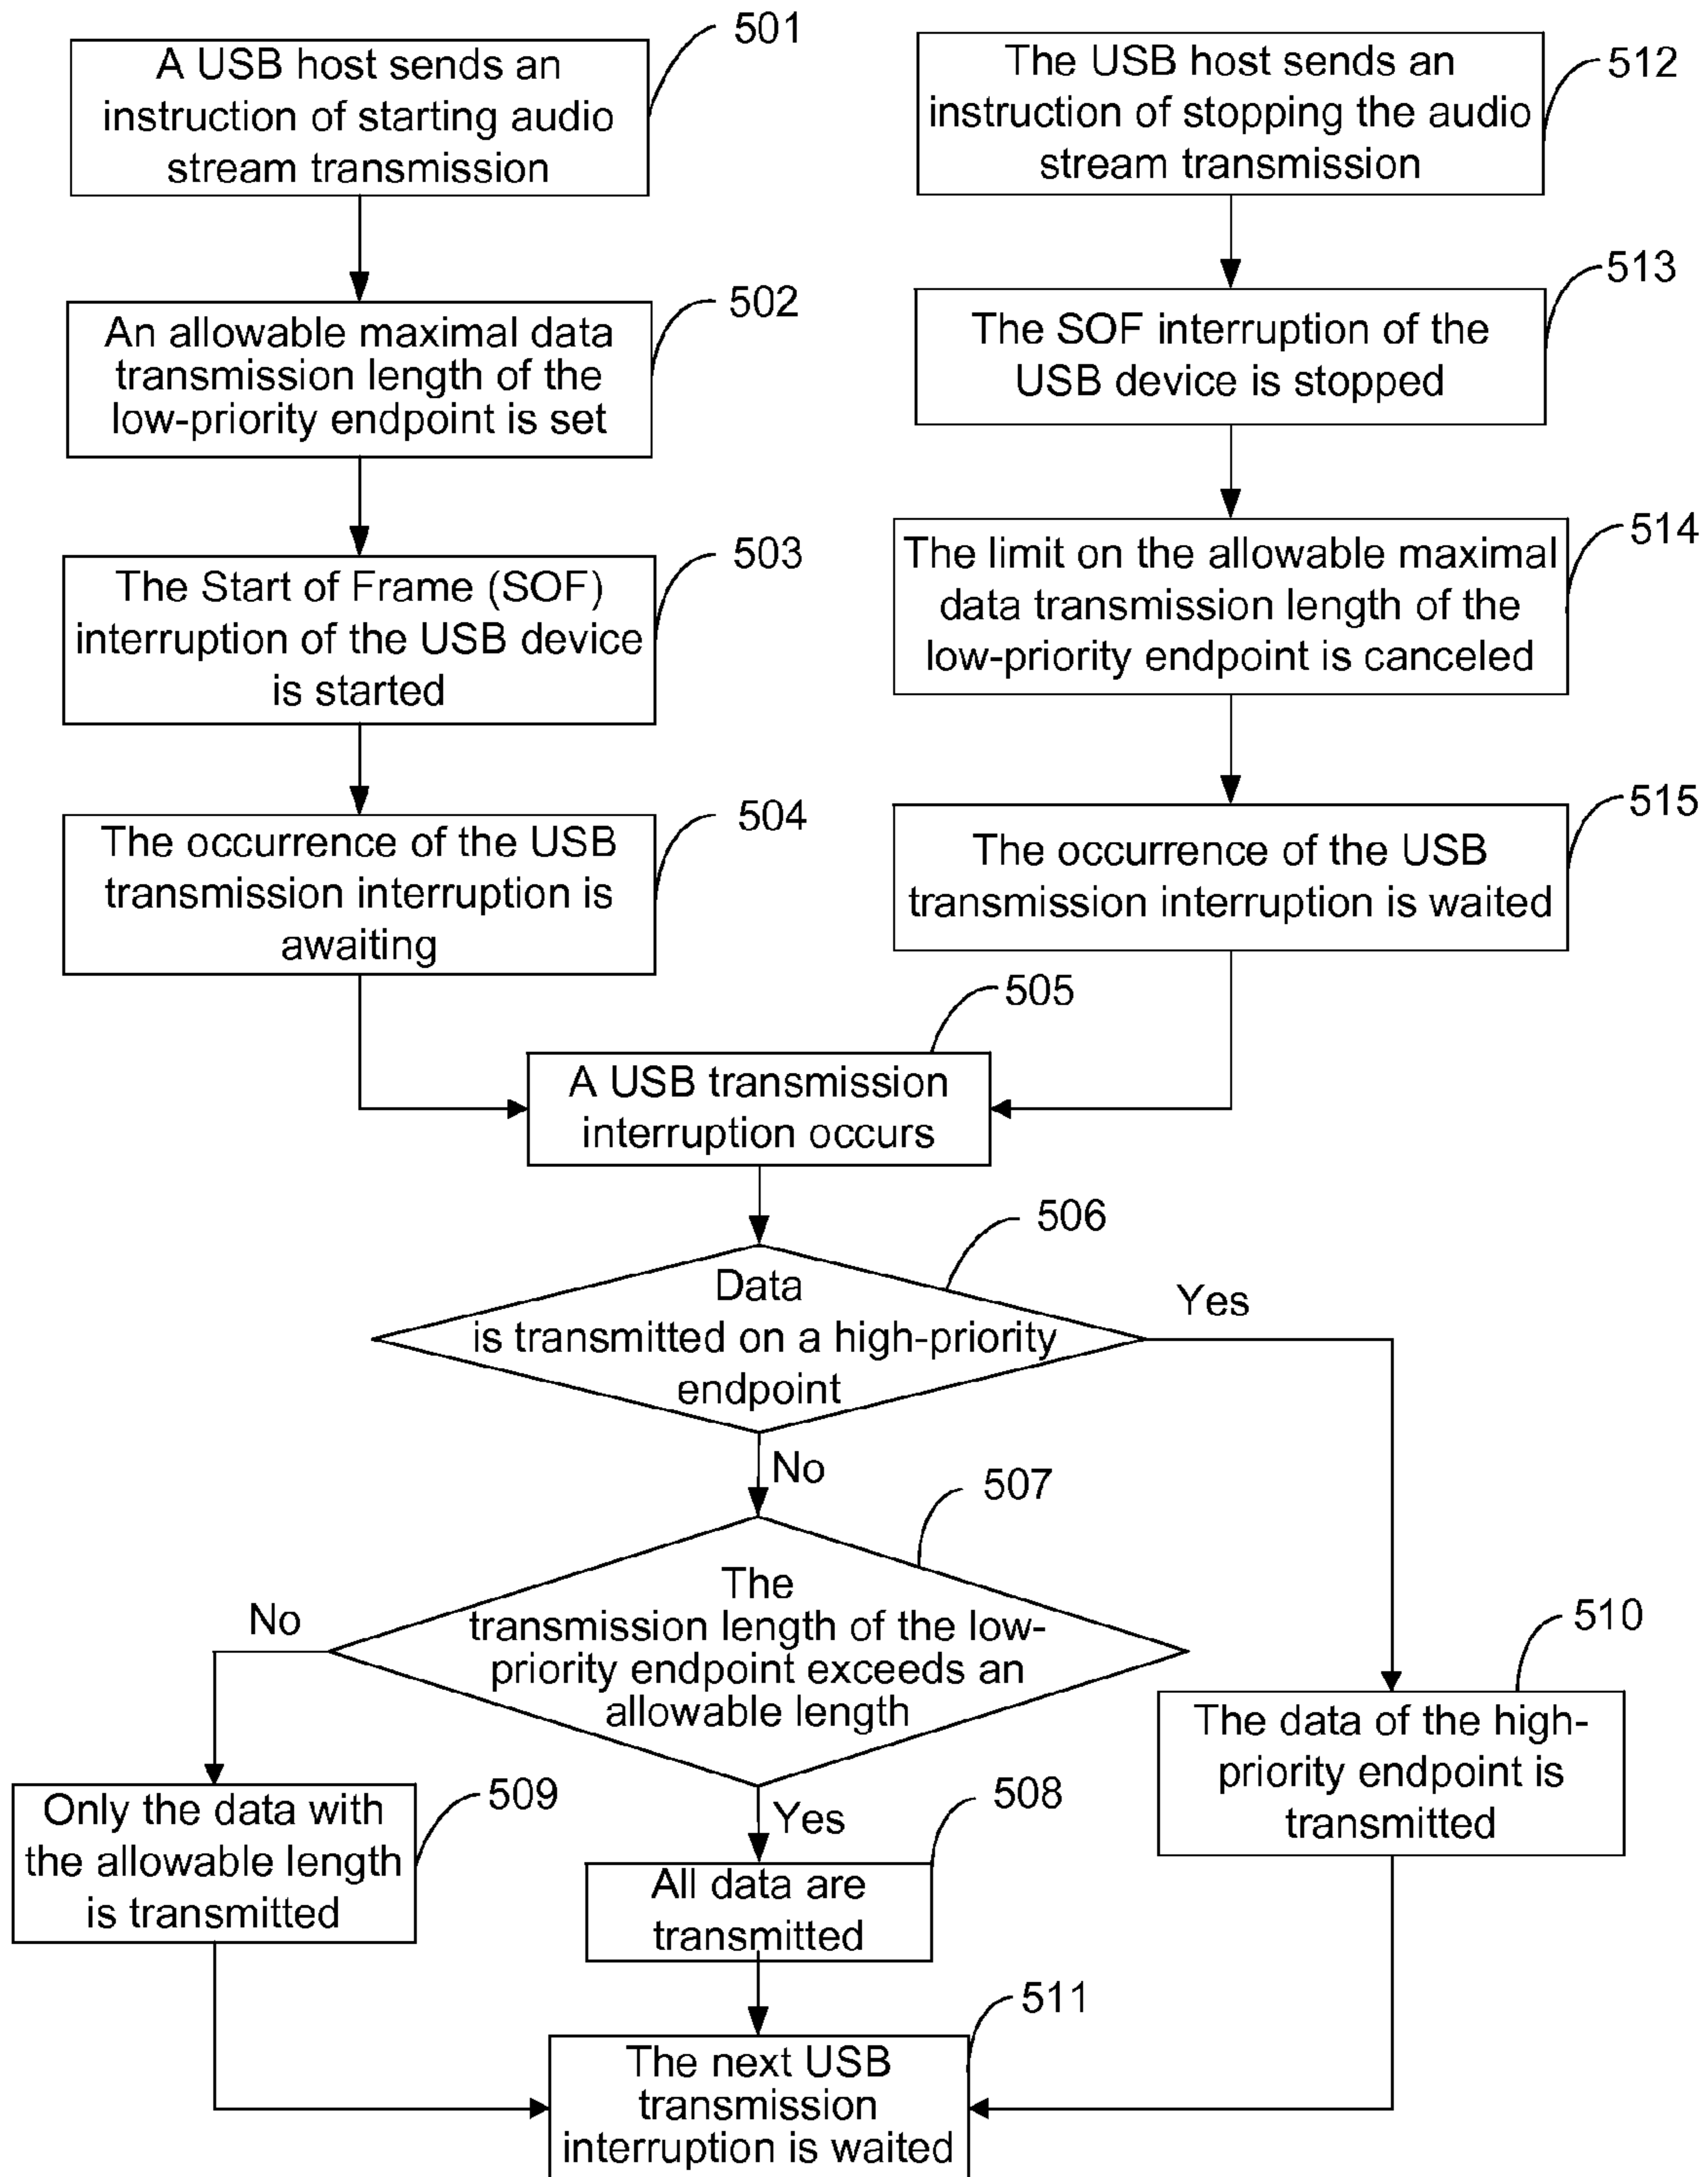 501
A USB host sends an
instruction of starting audio
stream transmission
502
An allowable maximal data
transmission length of the
low-priority endpoint is set
503
The Start of Frame (SOF)
interruption of the USB device
is started
504
The occurrence of the USB
transmission interruption is
awaiting
512
The USB host sends an
instruction of stopping the audio
stream transmission
513
The SOF interruption of the
USB device is stopped
514
The limit on the allowable maximal
data transmission length of the
low-priority endpoint is canceled
515
The occurrence of the USB
transmission interruption is waited
505
A USB transmission
interruption occurs
506
Data
is transmitted on a high-priority
endpoint
Yes
No
507
The
transmission length of the low-
priority endpoint exceeds an
allowable length
No
Yes
510
The data of the high-
priority endpoint is
transmitted
509
Only the data with
the allowable length
is transmitted
508
All data are
transmitted
511
The next USB
transmission
interruption is waited